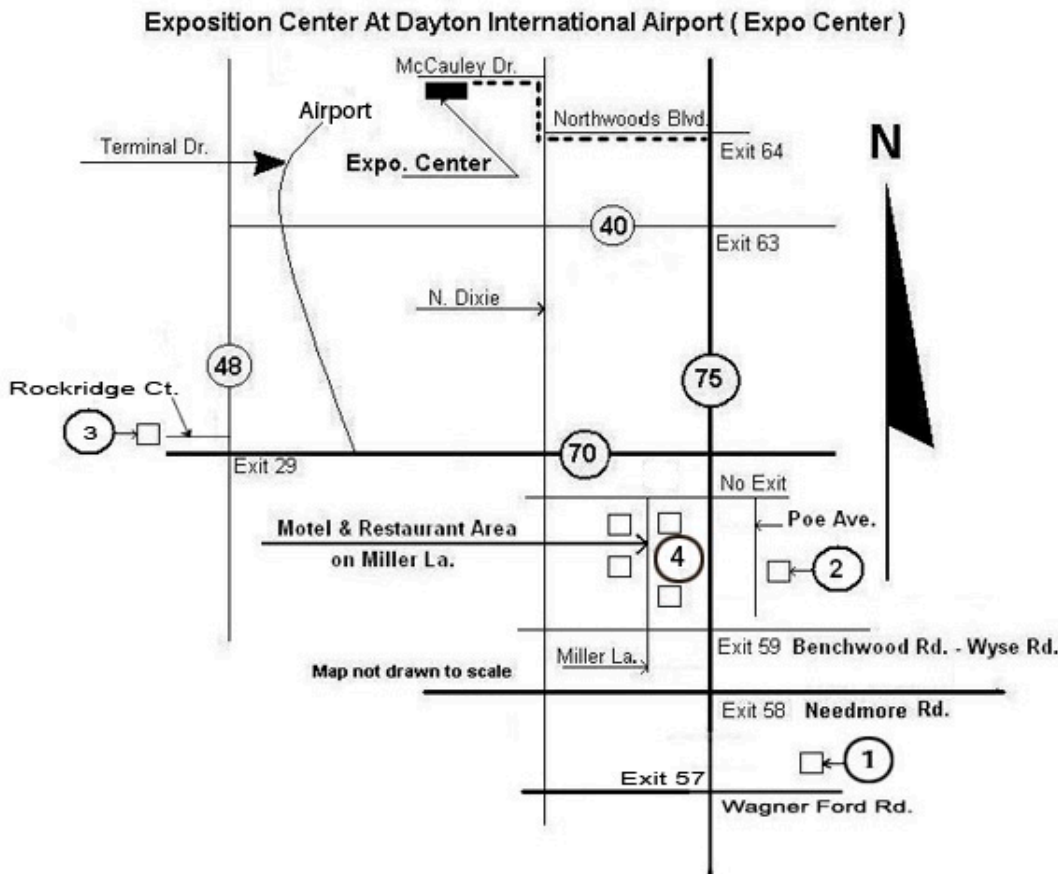 Exposition Center At Dayton International Airport ( Expo Center )
McCauley Dr.
Airport
Northwoods Blvd.
Terminal Dr.
Expo. Center
Exit 64
N
40
Exit 63
N. Dixie
48
75
Rockridge Ct.
3
70
Exit 29
No Exit
Motel & Restaurant Area
on Miller La.
Poe Ave.
4
2
Miller La.
Exit 59 Benchwood Rd. - Wyse Rd.
Map not drawn to scale
Exit 58 Needmore Rd.
1
Exit 57
Wagner Ford Rd.